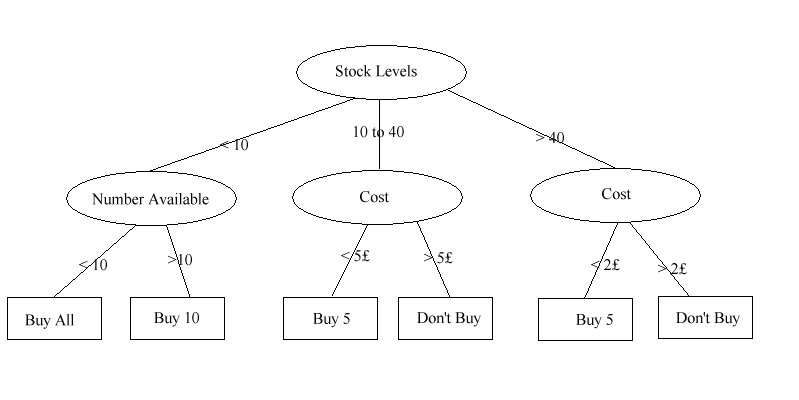 Stock Levels
< 10
10 to 40
> 40
Number Available
Cost
Cost
< 10
>10
< 5£
> 5£
< 2£
> 2£
Buy All
Buy 10
Buy 5
Don't Buy
Buy 5
Don't Buy